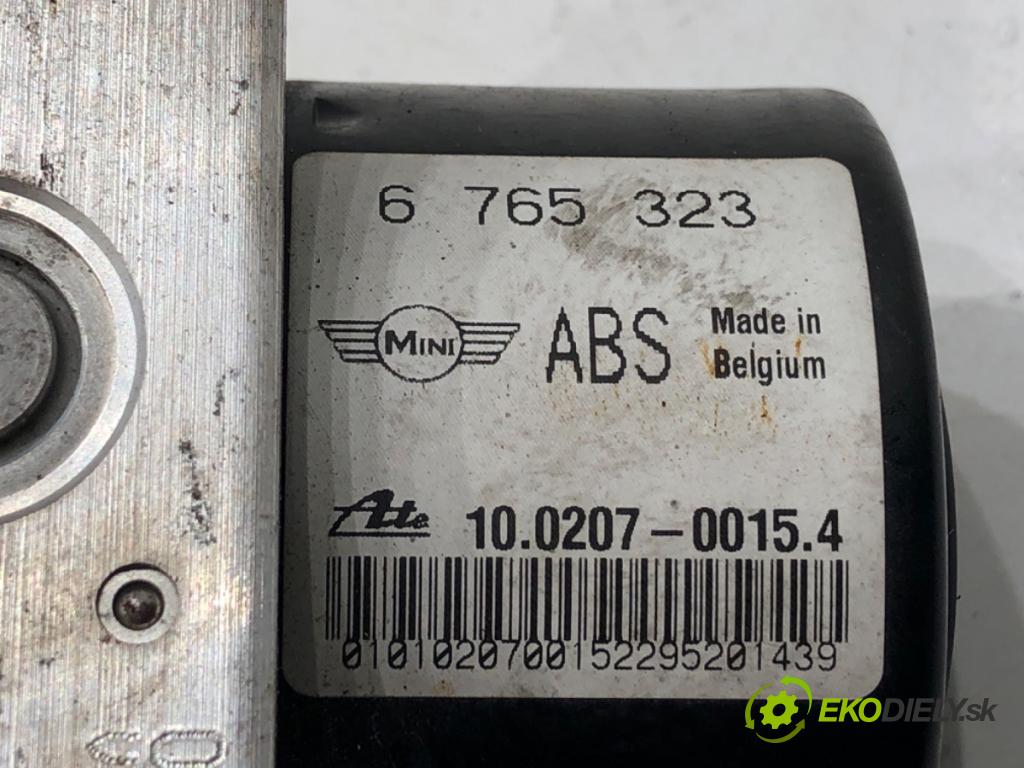 6 765 323
MINI
ABS
Made in
Belgium
Ate 10.0207-0015.4
0101020700152295201439
EKODIELY.sk